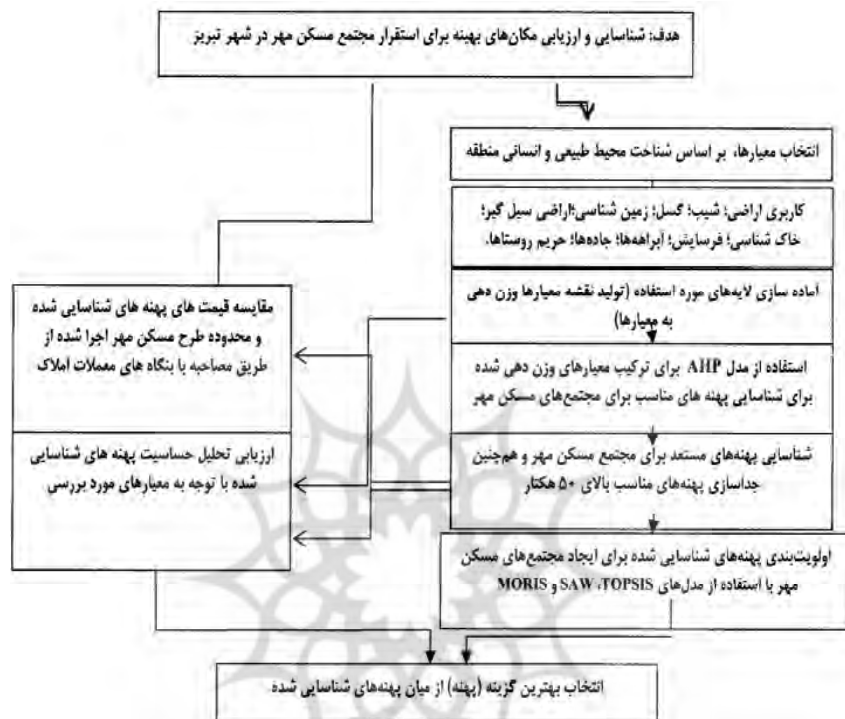 هدف: شناسایی و ارزیابی مکان‌های بهینه برای استقرار مجتمع مسکن مهر در شهر تبریز
انتخاب معیارها، بر اساس شناخت محیط طبیعی و انسانی منطقه
کاربری اراضی؛ شیب؛ گسل؛ زمین شناسی؛اراضی سیل گیر؛
خاک شناسی؛ فرسایش؛ آبراهه‌ها؛ جاده‌ها؛ حریم روستاها.
آماده سازی لایه‌های مورد استفاده (تولید نقشه معیارها وزن دهی
به معیارها)
استفاده از مدل AHP برای ترکیب معیارهای وزن دهی شده
برای شناسایی پهنه های مناسب برای مجتمع‌های مسکن مهر
شناسایی پهنه‌های مستعد برای مجتمع مسکن مهر و هم‌چنین
جداسازی پهنه‌های مناسب بالای ۵۰ هکتار
اولویت‌بندی پهنه‌های شناسایی شده برای ایجاد مجتمع‌های مسکن
مهر با استفاده از مدل‌های SAW ،TOPSIS و MORIS
مقایسه قیمت های پهنه های شناسایی شده
و محدوده طرح مسکن مهر اجرا شده از
طریق مصاحبه با بنگاه های معملات املاک
ارزیابی تحلیل حساسیت پهنه های شناسایی
شده با توجه به معیارهای مورد بررسی
انتخاب بهترین گزینه (پهنه) از میان پهنه‌های شناسایی شده